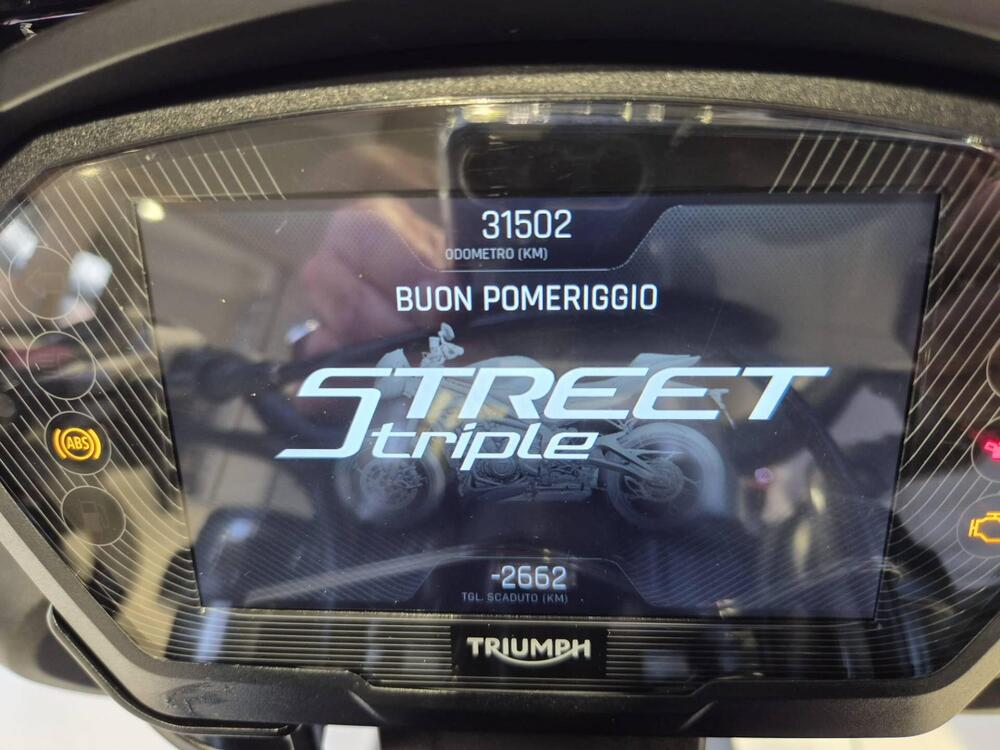 31502
ODOMETRO (KM)
BUON POMERIGGIO
STREET
triple
ABS
-2662
TGL. SCADUTO (KM)
TRIUMPH